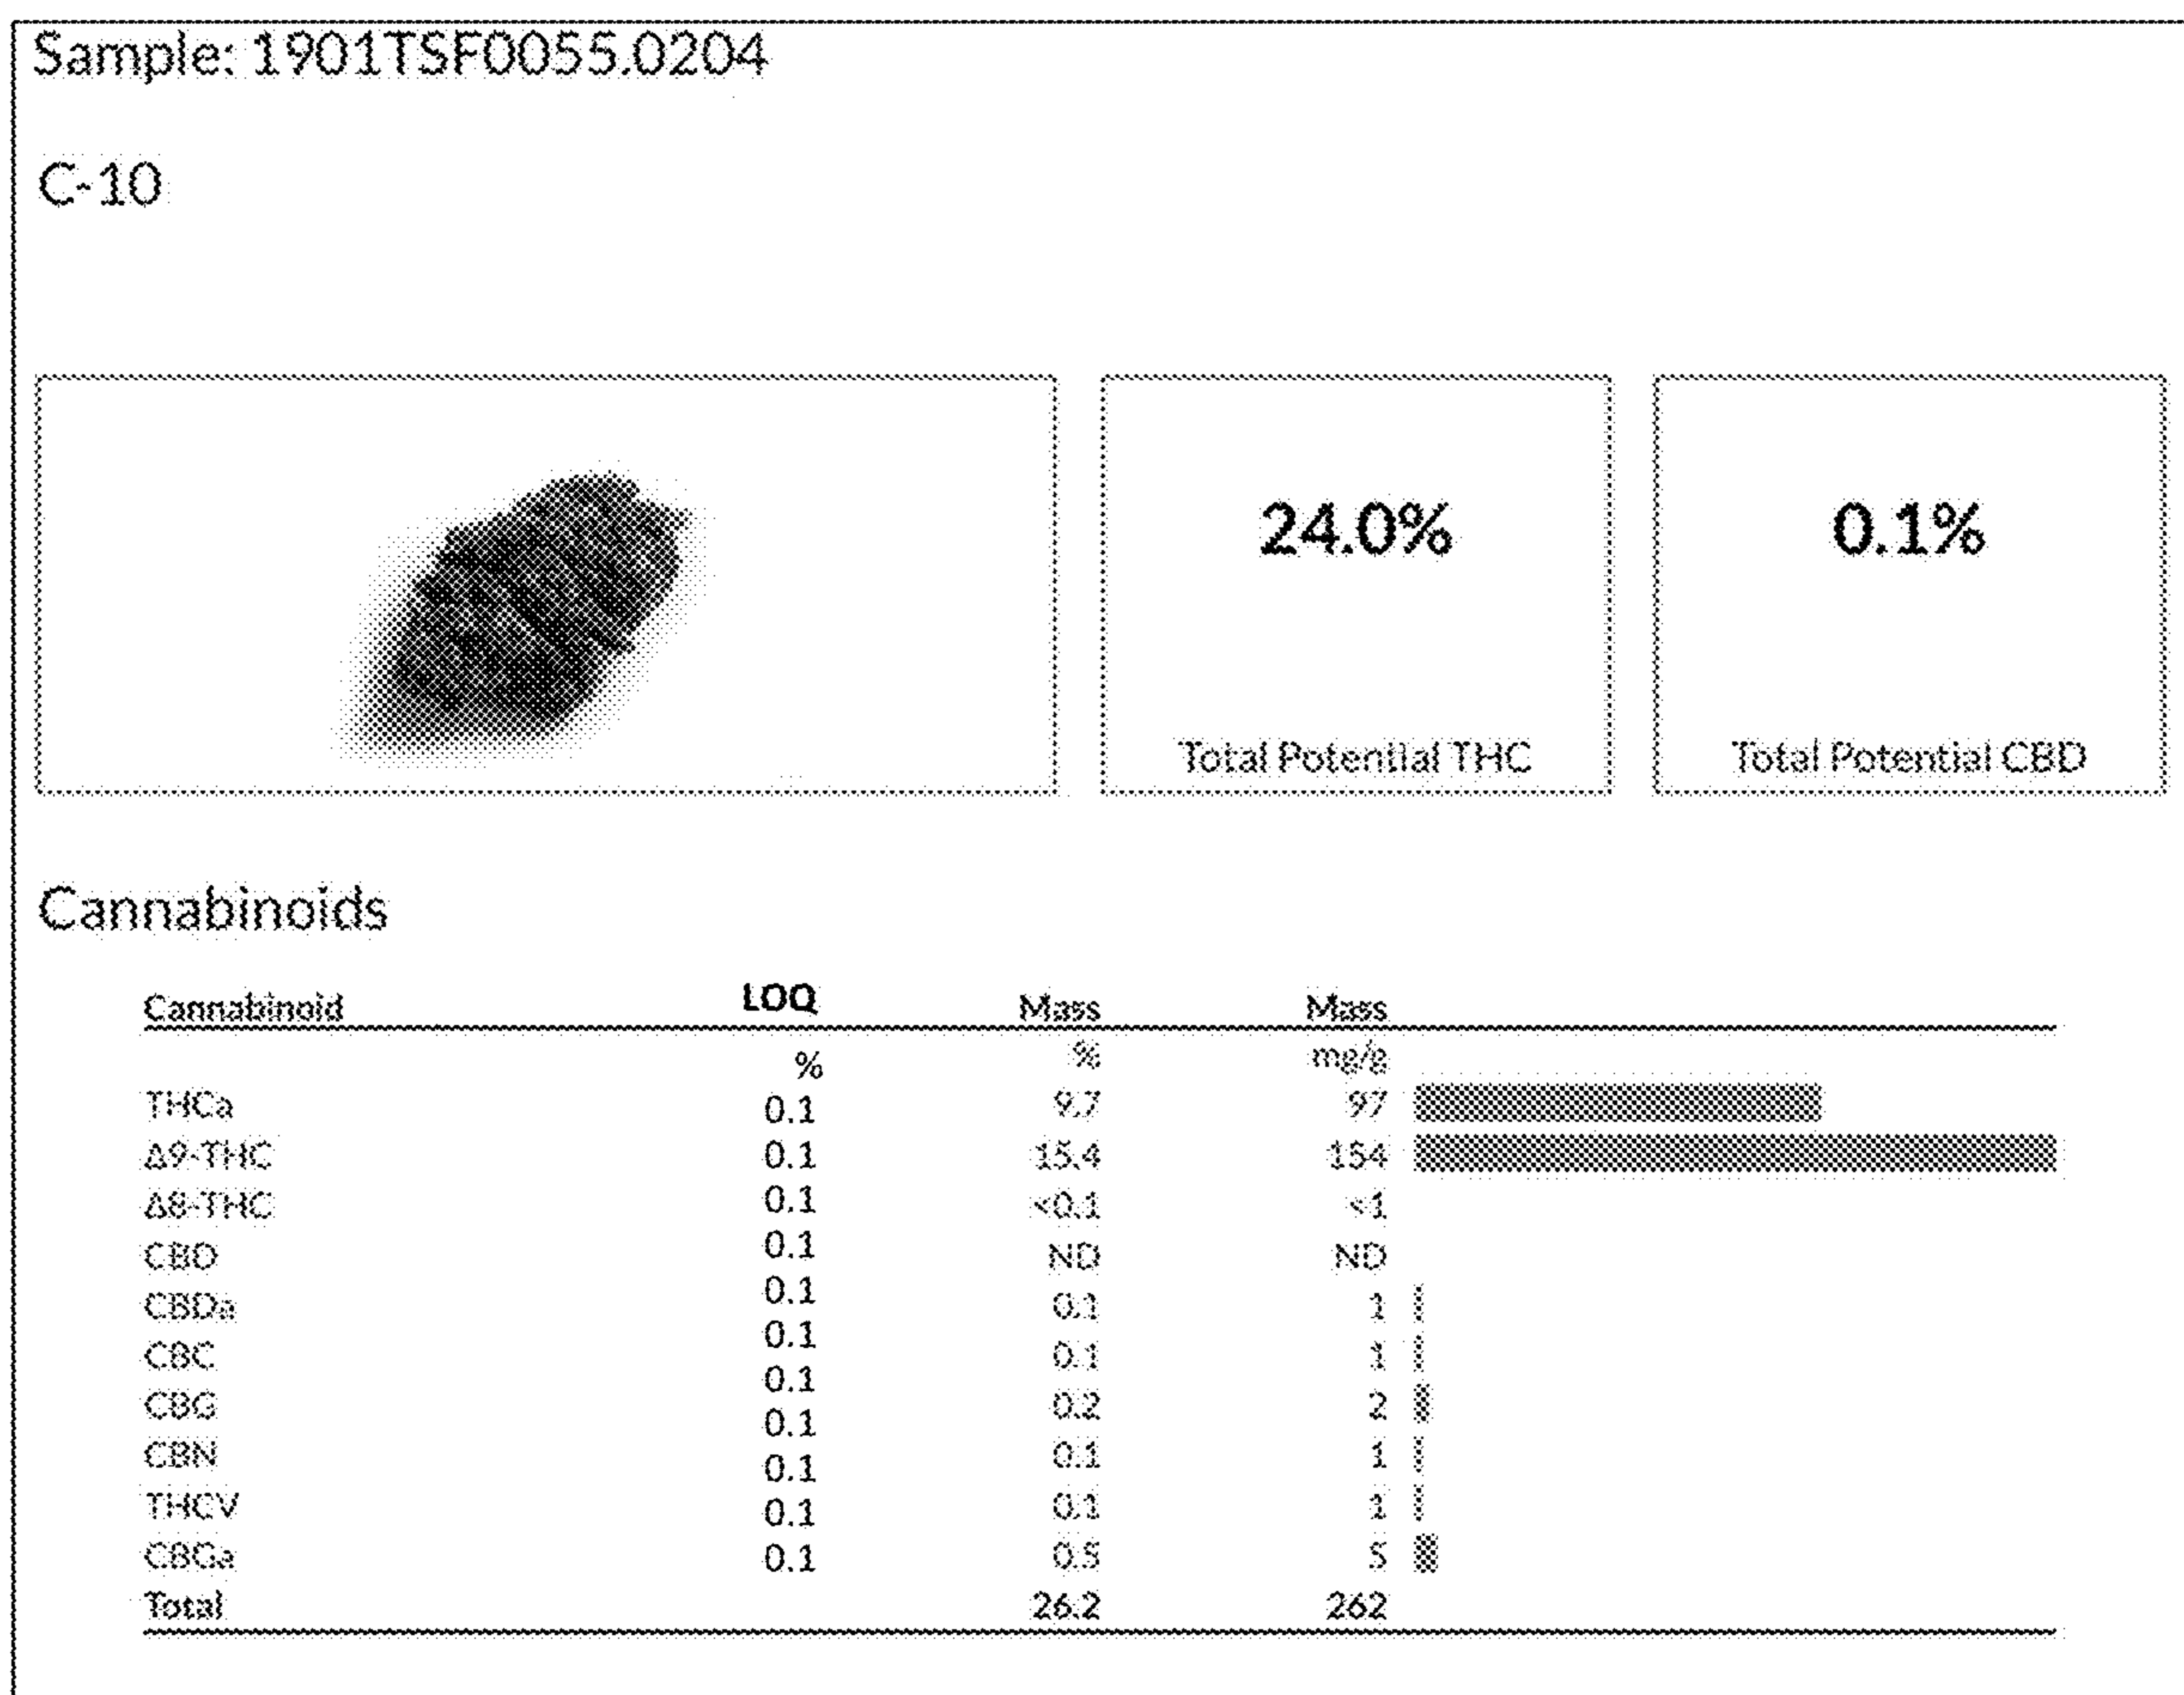 Sample: 1901TSF0055.0204
C-10
24.0%
Total Potential THC
0.1%
Total Potential CBD
Cannabinoids
Cannabinoid LOQ Mass Mass
% % mg/g
THCa 0.1 9.7 97
Δ9-THC 0.1 15.4 154
Δ8-THC 0.1 <0.1 <1
CBD 0.1 ND ND
CBDa 0.1 0.1 1
CBC 0.1 0.1 1
CBG 0.1 0.2 2
CBN 0.1 0.1 1
THCV 0.1 0.1 1
CBGa 0.1 0.5 5
0.1
Total 26.2 262